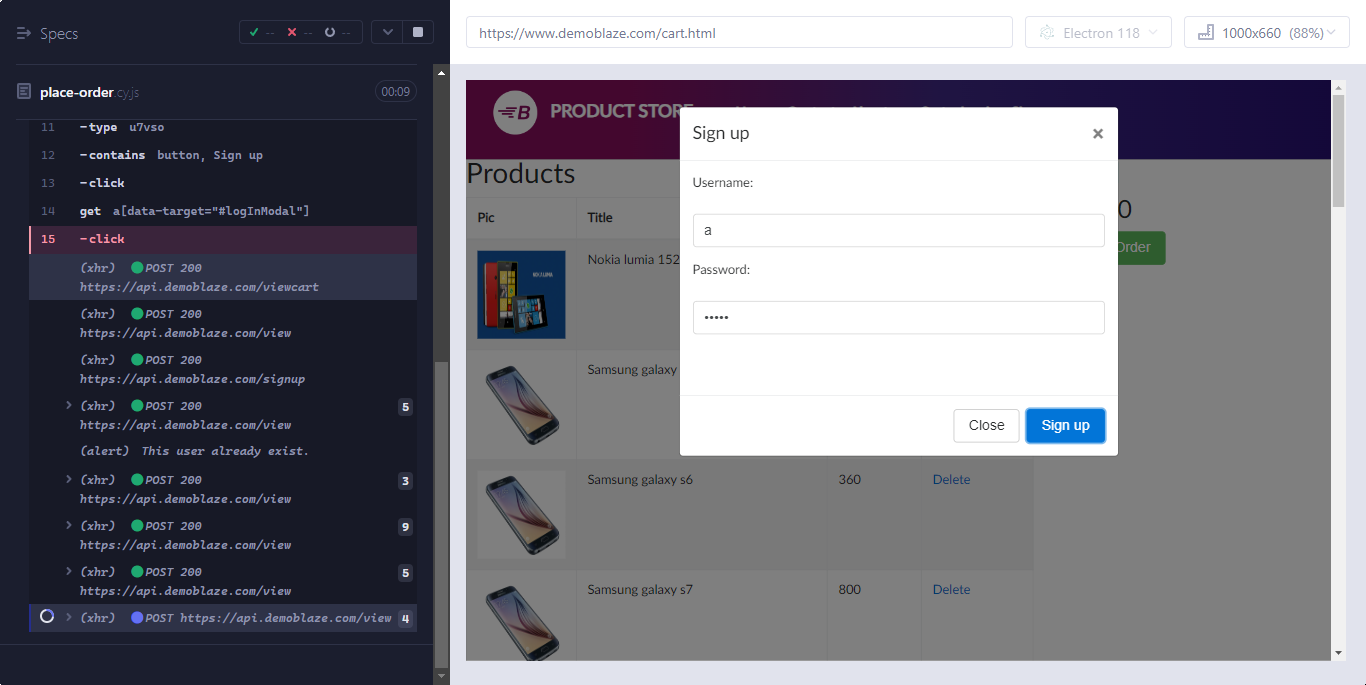 Specs
-- -- --
place-order.cy.js
00:09
11 -type u7vso
12 -contains button, Sign up
13 -click
14 get a[data-target="#logInModal"]
15 -click
(xhr) POST 200
https://api.demoblaze.com/viewcart
(xhr) POST 200
https://api.demoblaze.com/view
(xhr) POST 200
https://api.demoblaze.com/signup
(xhr) POST 200 5
https://api.demoblaze.com/view
(alert) This user already exist.
(xhr) POST 200 3
https://api.demoblaze.com/view
(xhr) POST 200 9
https://api.demoblaze.com/view
(xhr) POST 200 5
https://api.demoblaze.com/view
(xhr) POST https://api.demoblaze.com/view 4
https://www.demoblaze.com/cart.html
Electron 118
1000x660 (88%)
B PRODUCT STORE
Products
Pic Title
Nokia lumia 152
NOKIA LUMIA
Samsung galaxy
Samsung galaxy s6 360 Delete
Samsung galaxy s7 800 Delete
0
Order
Sign up ×
Username:
a
Password:
•••••
Close Sign up